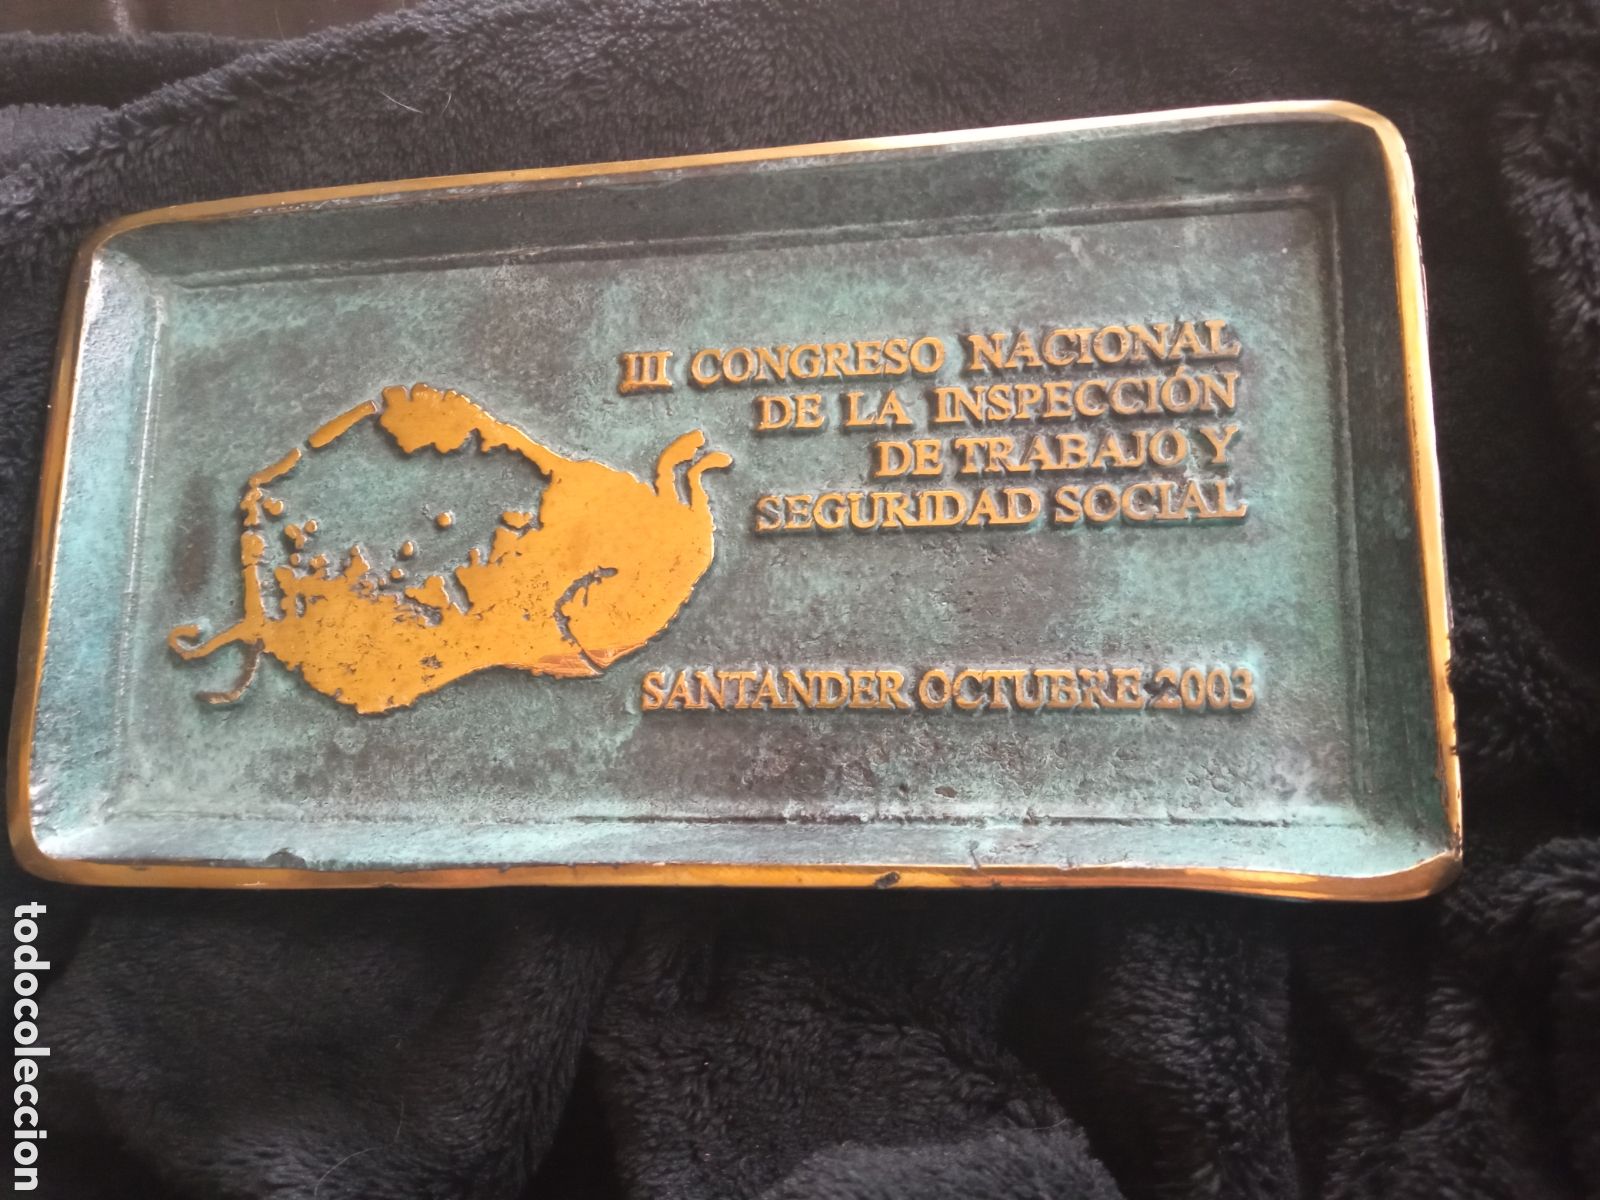 III CONGRESO NACIONAL
DE LA INSPECCIÓN
DE TRABAJO Y
SEGURIDAD SOCIAL
SANTANDER OCTUBRE 2003
todocoleccion